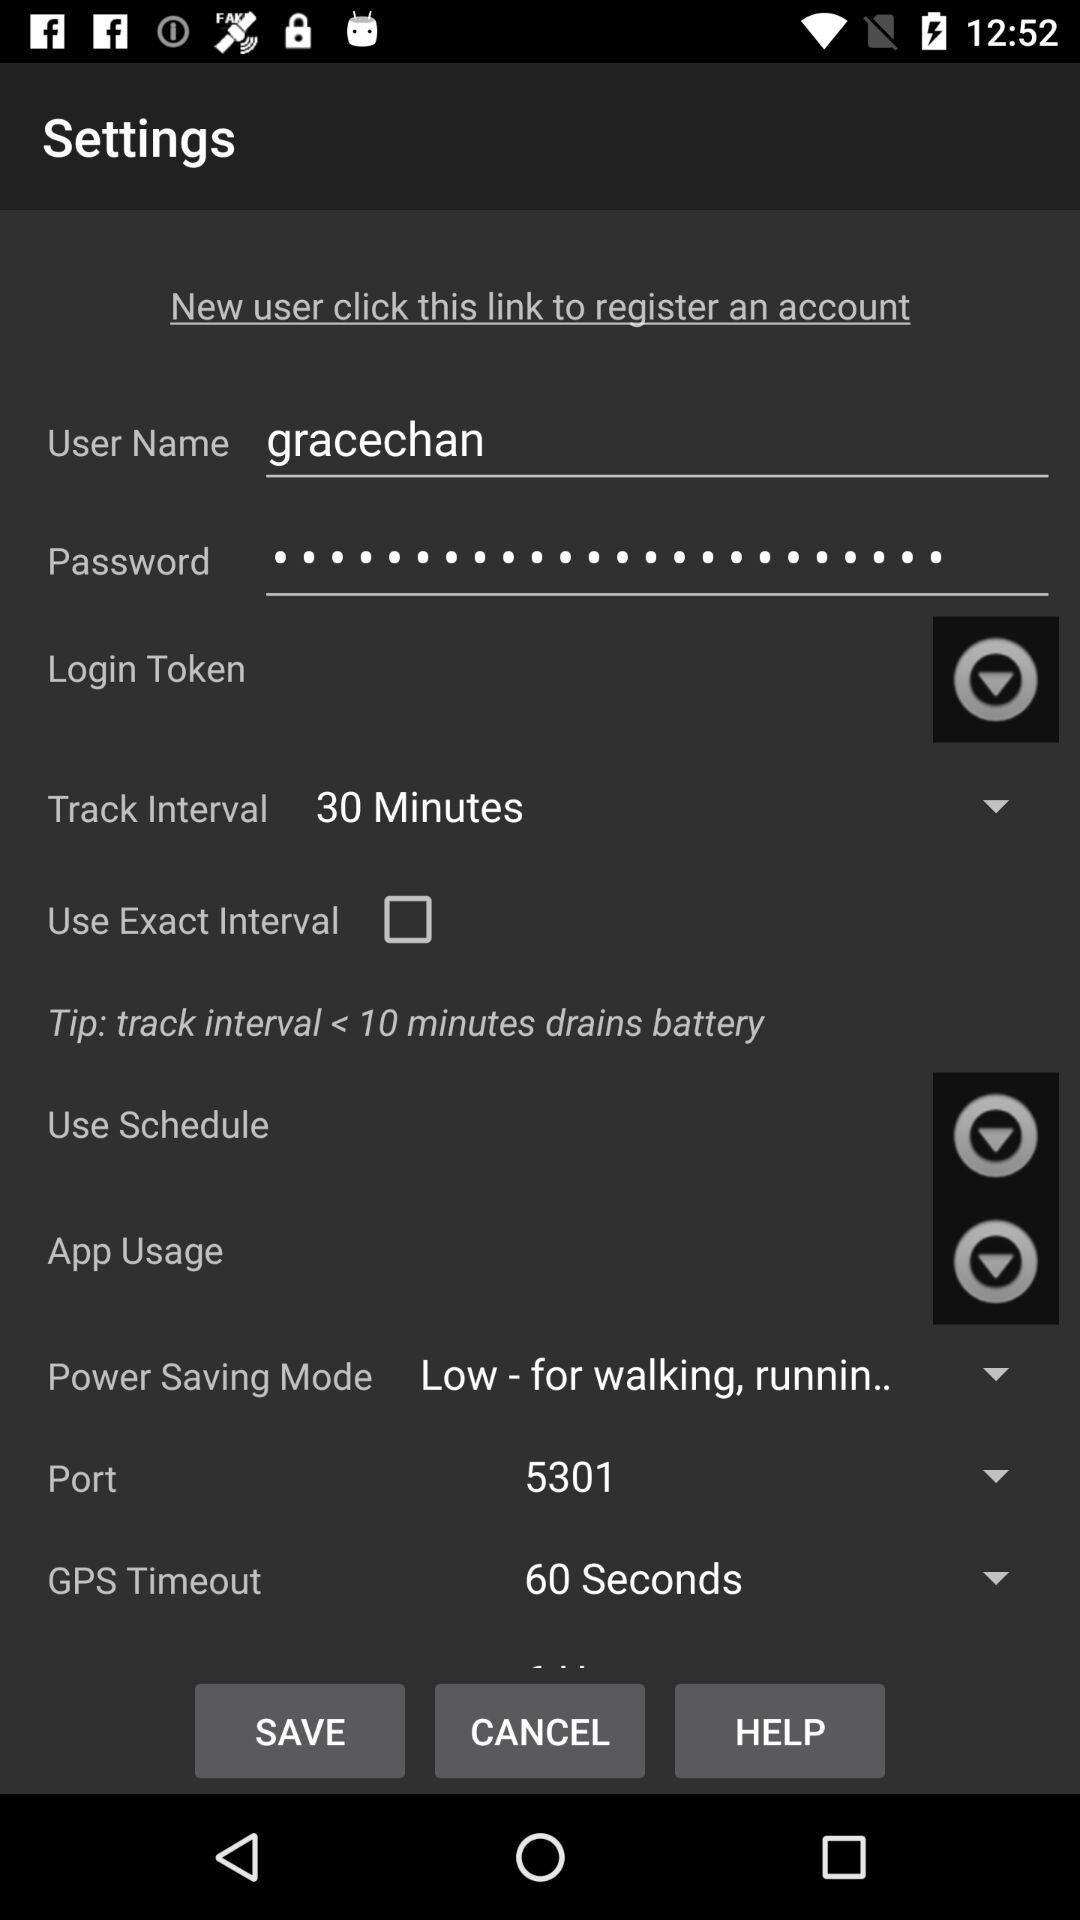 FAKE
12:52
Settings
New user click this link to register an account
User Name gracechan
Password ••••••••••••••••••••••••
Login Token
Track Interval 30 Minutes
Use Exact Interval
Tip: track interval < 10 minutes drains battery
Use Schedule
App Usage
Power Saving Mode Low - for walking, runnin..
Port 5301
GPS Timeout 60 Seconds
SAVE CANCEL HELP